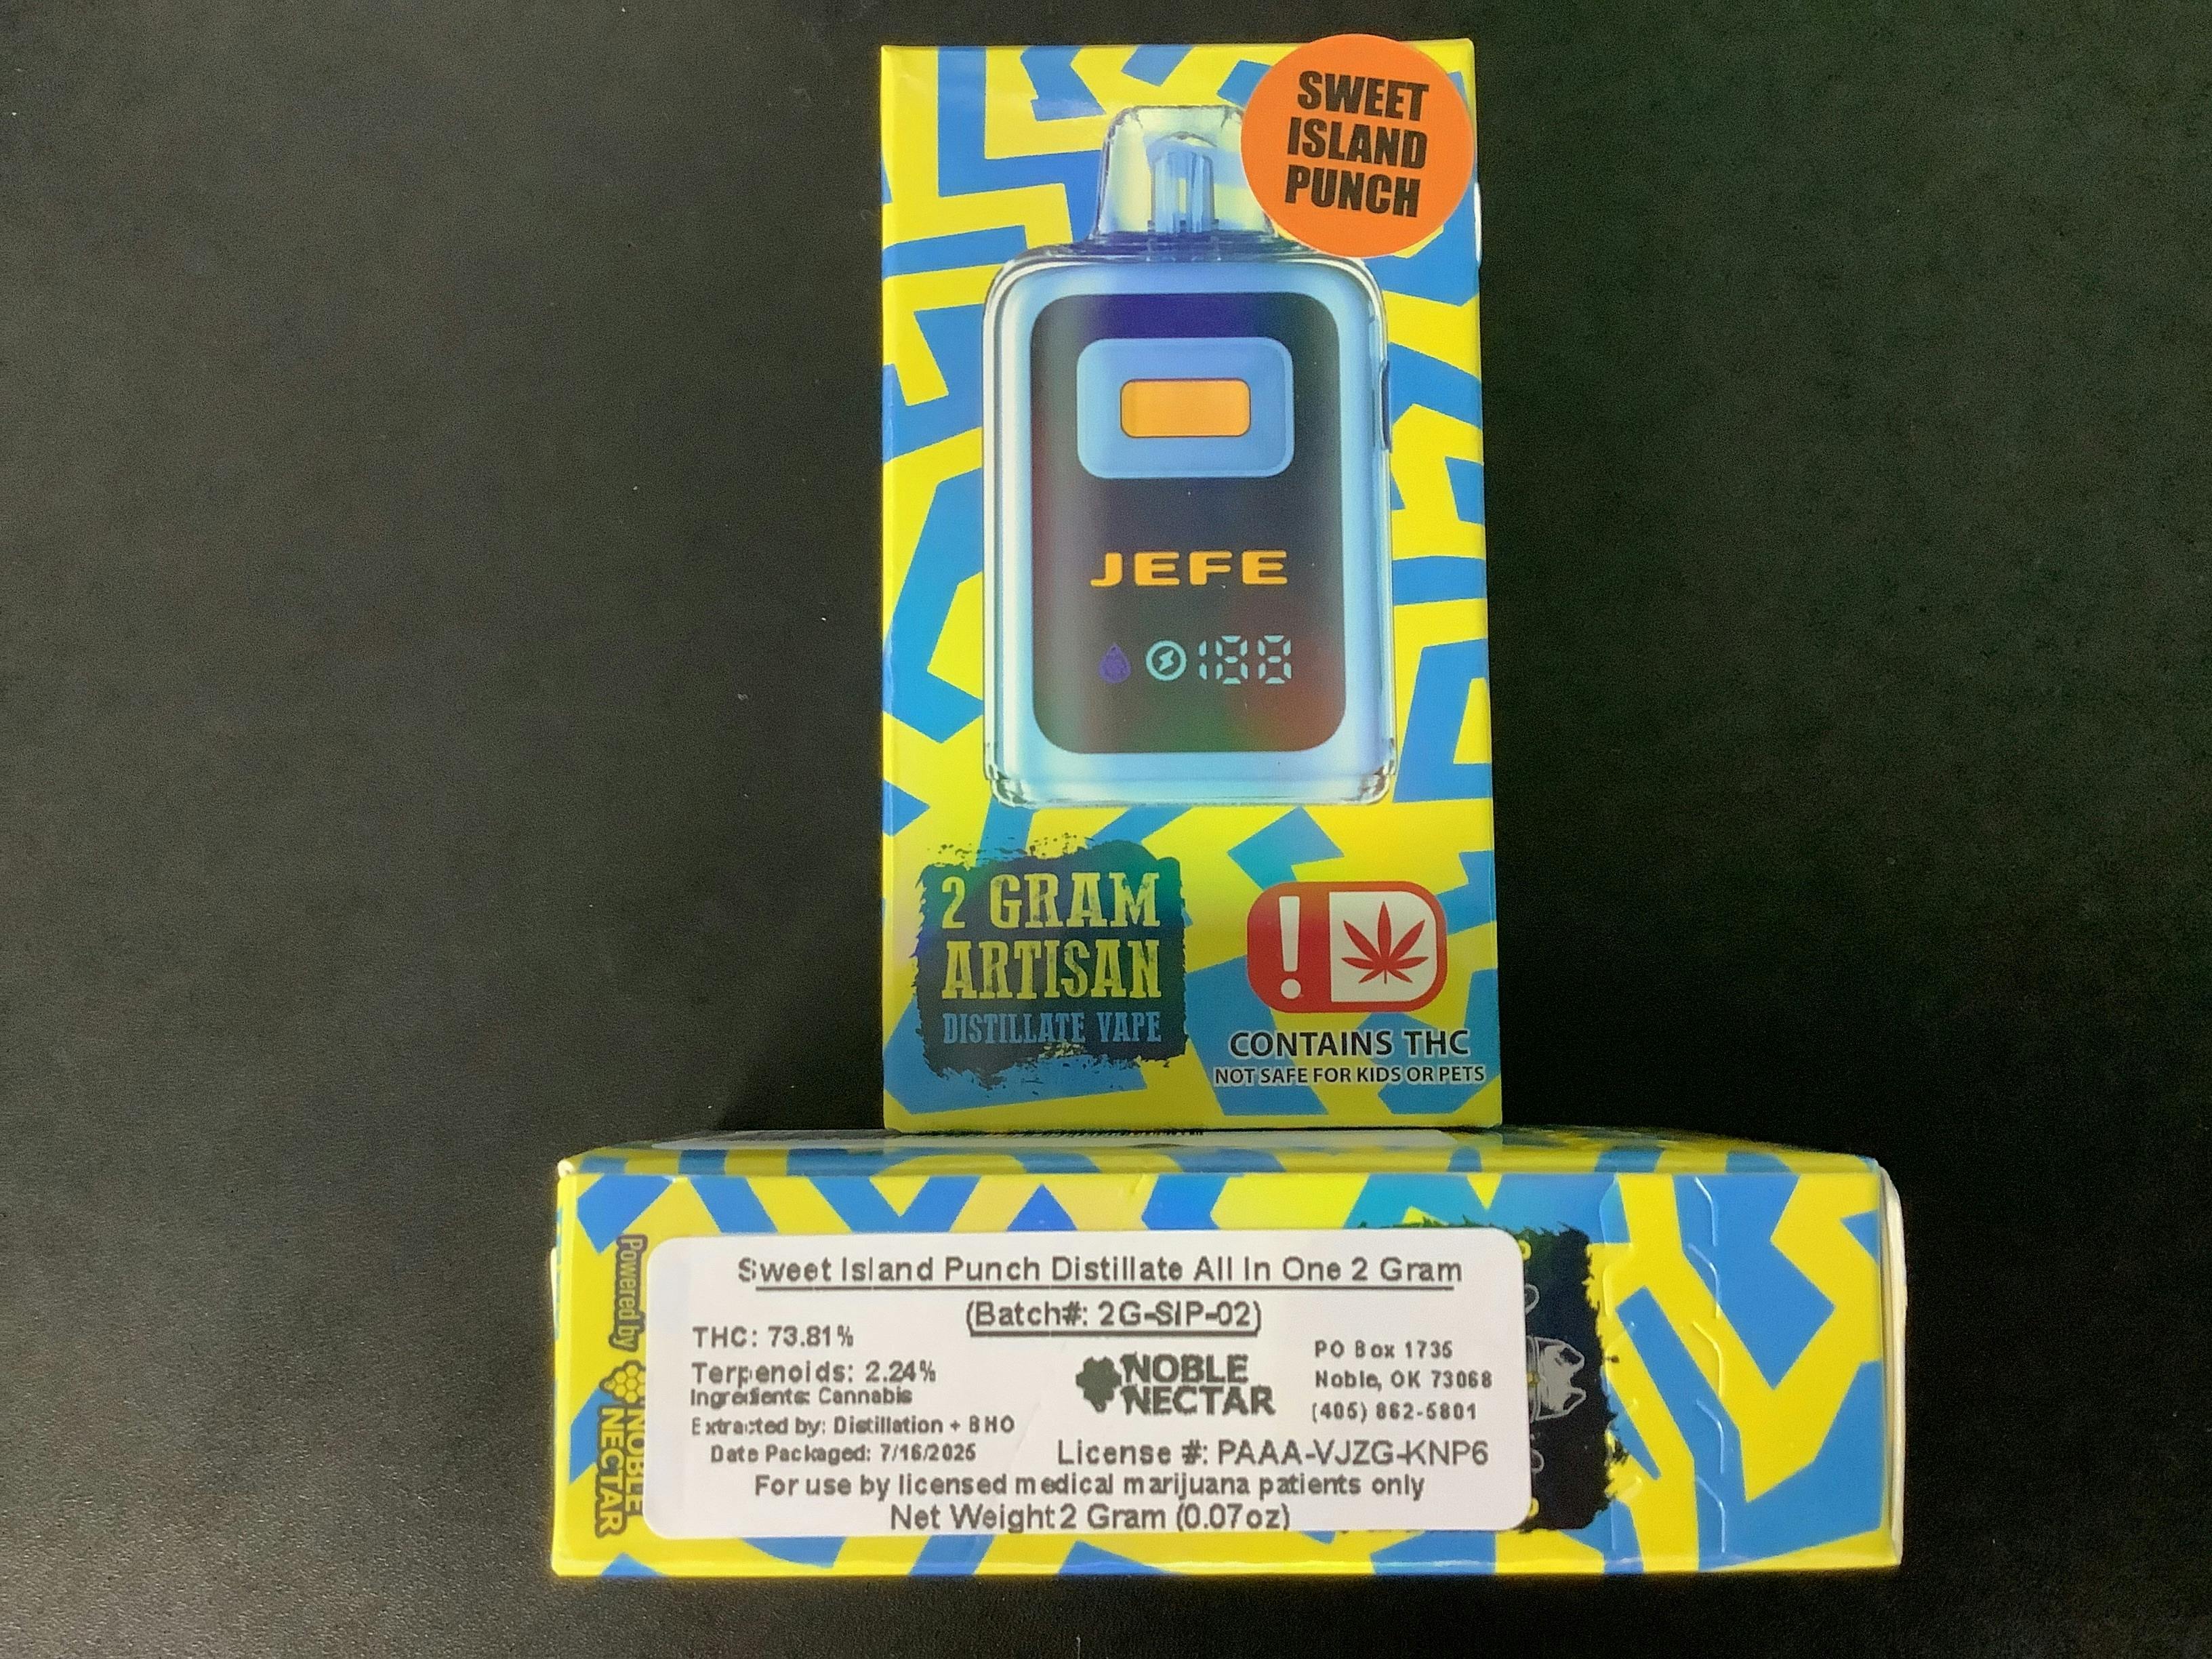 SWEET
ISLAND
PUNCH
JEFE
188
2 GRAM
ARTISAN
DISTILLATE VAPE
CONTAINS THC
NOT SAFE FOR KIDS OR PETS
Powered by
NOBLE
NECTAR
Sweet Island Punch Distillate All In One 2 Gram
(Batch#: 2G-SIP-02)
THC: 73.81%
Terpenoids: 2.24%
Ingredients: Cannabis
Extracted by: Distillation + BHO
Date Packaged: 7/16/2025
NOBLE
NECTAR
PO Box 1735
Noble, OK 73068
(405) 862-5801
License #: PAAA-VJZG-KNP6
For use by licensed medical marijuana patients only
Net Weight 2 Gram (0.07oz)